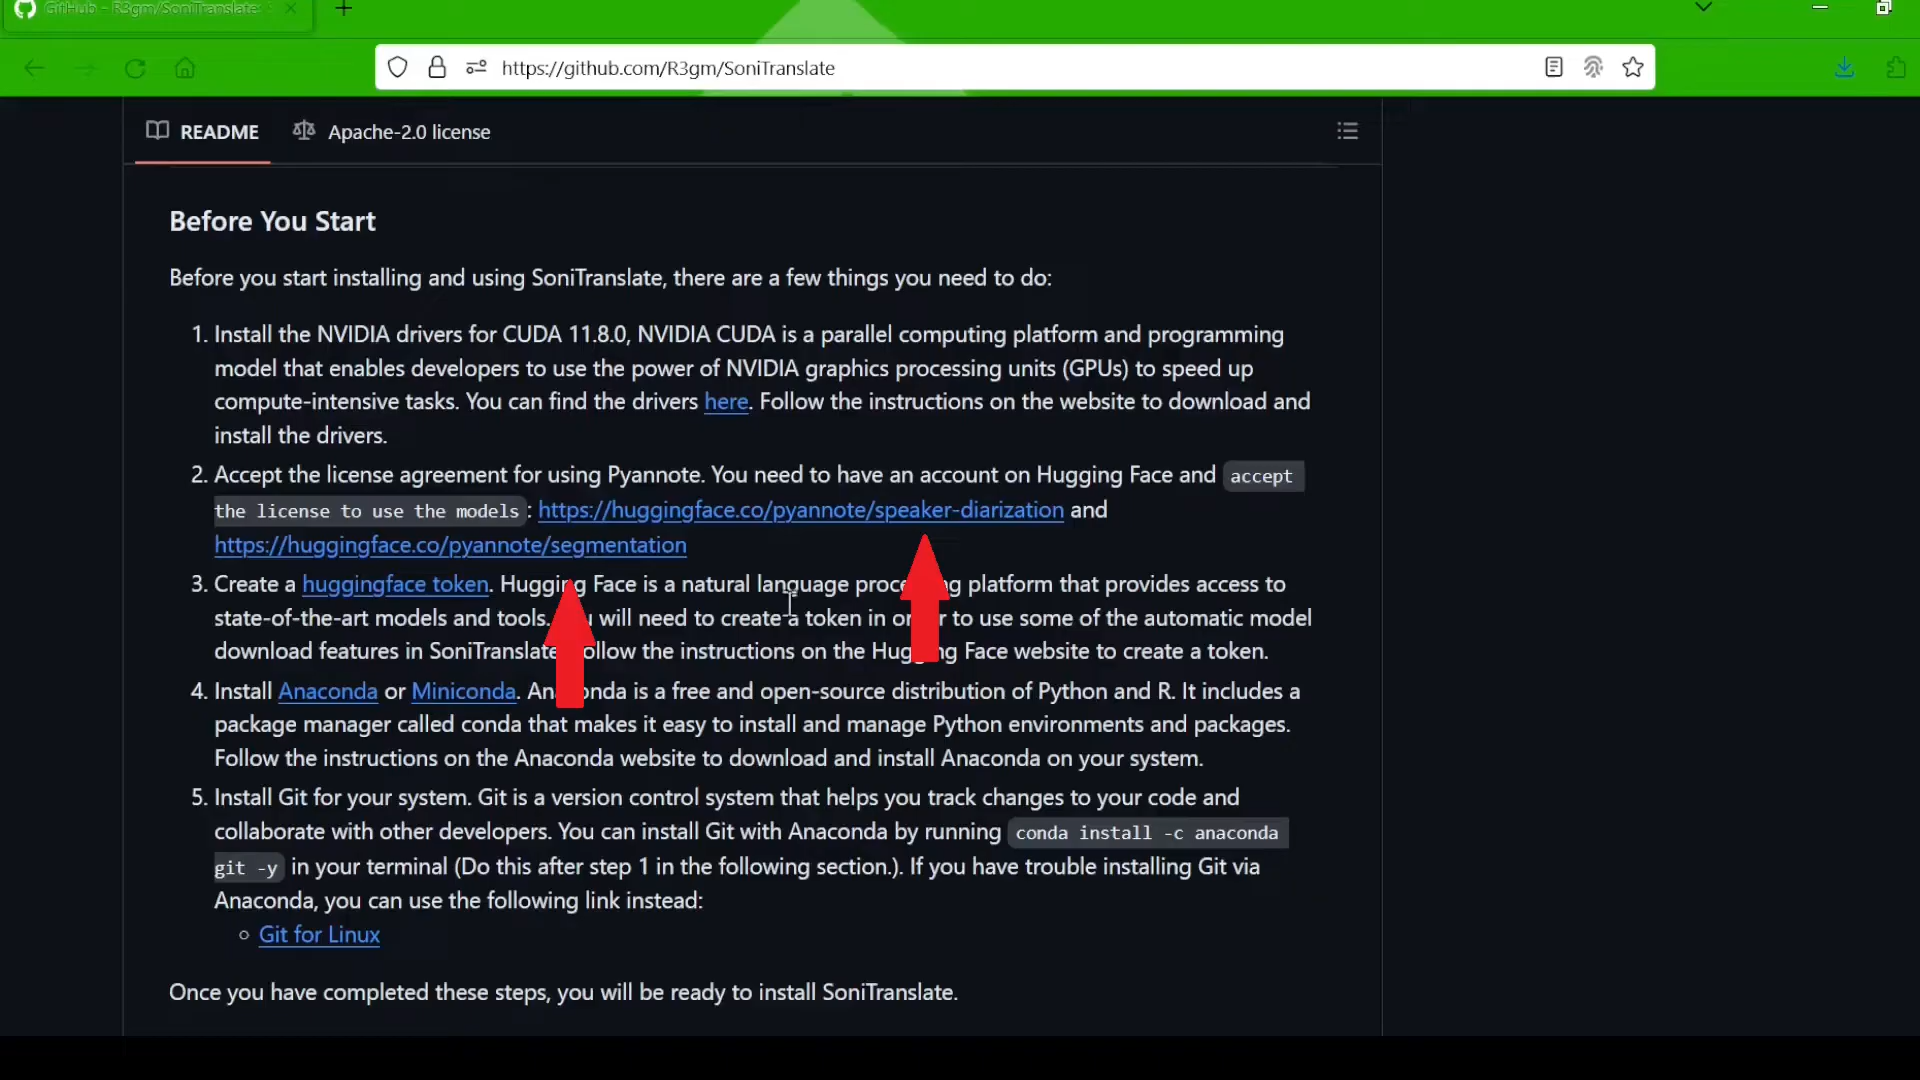 GitHub - R3gm/SoniTranslate:
https://github.com/R3gm/SoniTranslate
README
Apache-2.0 license
Before You Start
Before you start installing and using SoniTranslate, there are a few things you need to do:
1. Install the NVIDIA drivers for CUDA 11.8.0, NVIDIA CUDA is a parallel computing platform and programming
model that enables developers to use the power of NVIDIA graphics processing units (GPUs) to speed up
compute-intensive tasks. You can find the drivers here. Follow the instructions on the website to download and
install the drivers.
2. Accept the license agreement for using Pyannote. You need to have an account on Hugging Face and accept
the license to use the models: https://huggingface.co/pyannote/speaker-diarization and
https://huggingface.co/pyannote/segmentation
3. Create a huggingface token. Hugging Face is a natural language processing platform that provides access to
state-of-the-art models and tools. You will need to create a token in order to use some of the automatic model
download features in SoniTranslate. Follow the instructions on the Hugging Face website to create a token.
4. Install Anaconda or Miniconda. Anaconda is a free and open-source distribution of Python and R. It includes a
package manager called conda that makes it easy to install and manage Python environments and packages.
Follow the instructions on the Anaconda website to download and install Anaconda on your system.
5. Install Git for your system. Git is a version control system that helps you track changes to your code and
collaborate with other developers. You can install Git with Anaconda by running conda install -c anaconda
git -y in your terminal (Do this after step 1 in the following section.). If you have trouble installing Git via
Anaconda, you can use the following link instead:
Git for Linux
Once you have completed these steps, you will be ready to install SoniTranslate.